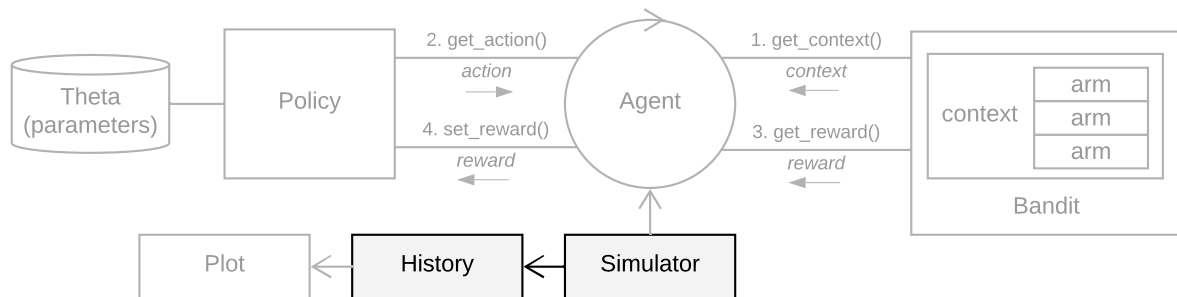 2. get_action()
1. get_context()
action
context
Theta
(parameters)
Policy
Agent
context
arm
arm
arm
4. set_reward()
3. get_reward()
reward
reward
Bandit
Plot
History
Simulator